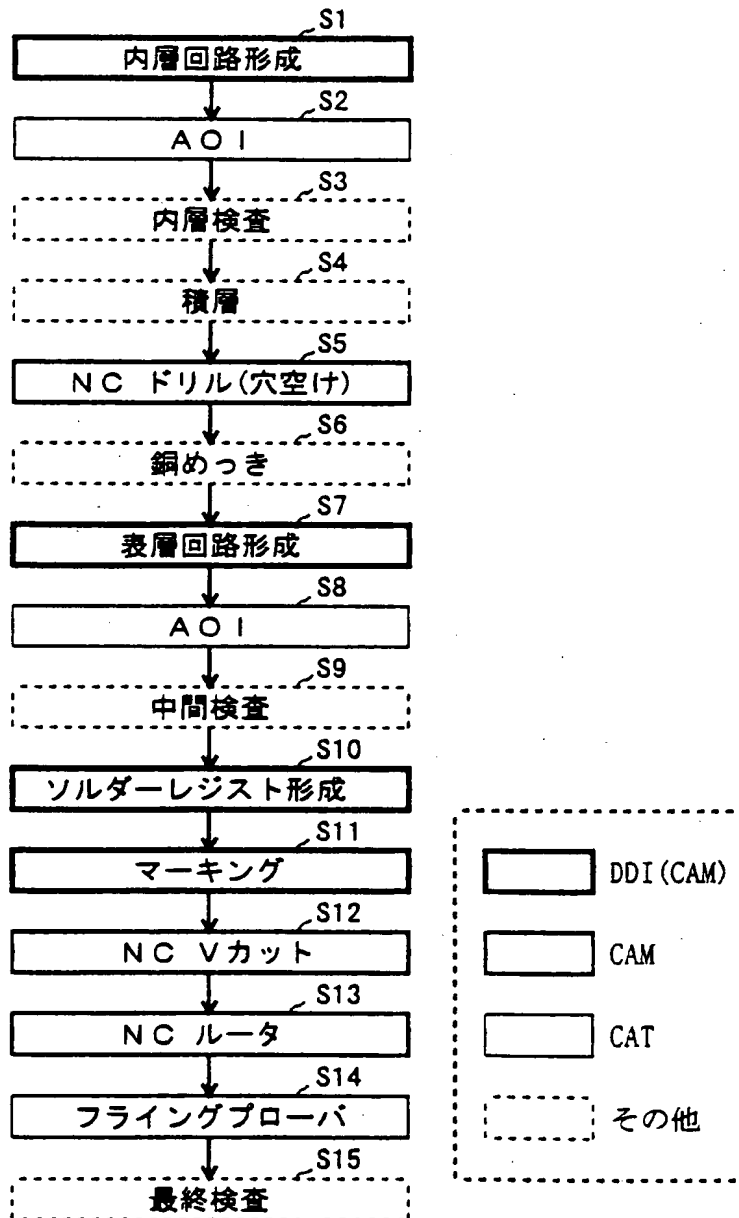 S1
内層回路形成
S2
AOI
S3
内層検査
S4
積層
S5
NC ドリル(穴空け)
S6
銅めっき
S7
表層回路形成
S8
AOI
S9
中間検査
S10
ソルダーレジスト形成
S11
マーキング
S12
NC Vカット
S13
NC ルータ
S14
フライングプローバ
S15
最終検査
DDI(CAM)
CAM
CAT
その他